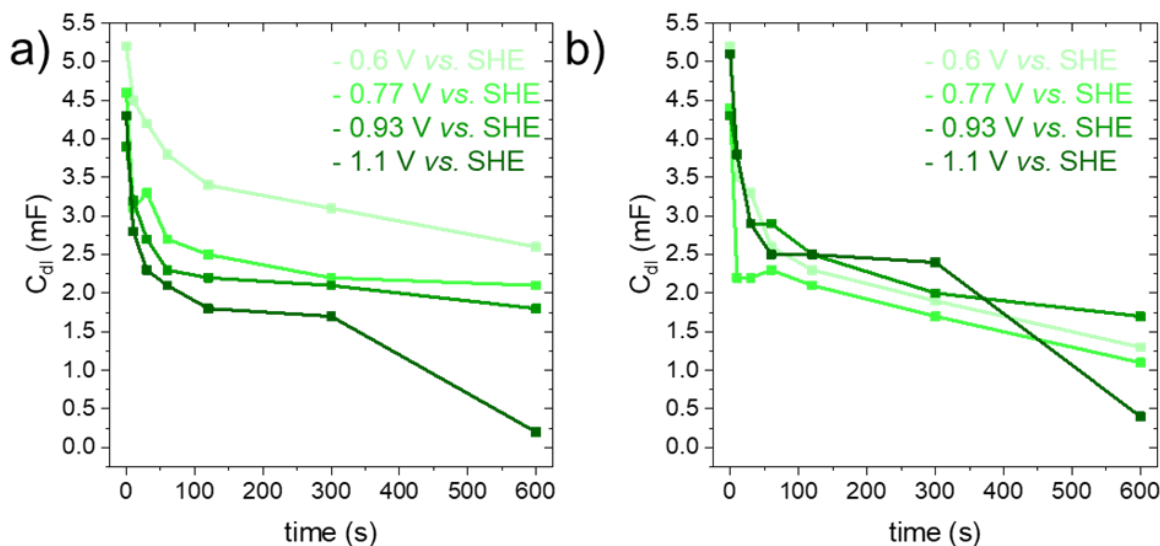 a)
- 0.6 V vs. SHE
- 0.77 V vs. SHE
- 0.93 V vs. SHE
- 1.1 V vs. SHE
5.5
5.0
4.5
4.0
3.5
3.0
2.5
2.0
1.5
1.0
0.5
0.0
Cdl (mF)
0 100 200 300 400 500 600
time (s)
b)
- 0.6 V vs. SHE
- 0.77 V vs. SHE
- 0.93 V vs. SHE
- 1.1 V vs. SHE
5.5
5.0
4.5
4.0
3.5
3.0
2.5
2.0
1.5
1.0
0.5
0.0
Cdl (mF)
0 100 200 300 400 500 600
time (s)